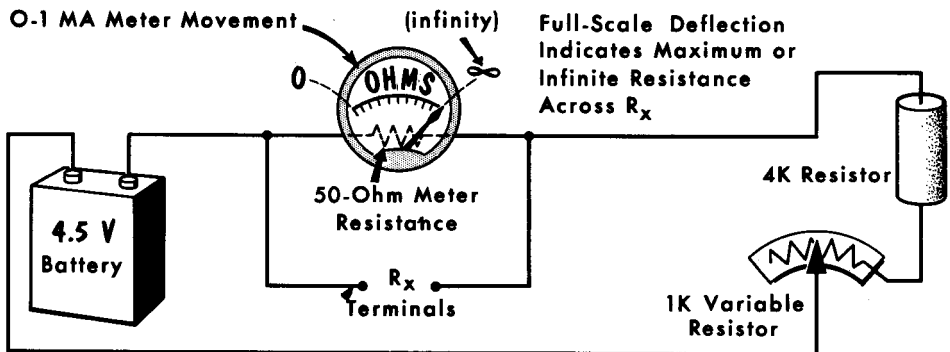 0-1 MA Meter Movement
(infinity)
∞
Full-Scale Deflection
Indicates Maximum or
Infinite Resistance
Across Rx
0
OHMS
4K Resistor
50-Ohm Meter
Resistance
4.5 V
Battery
Rx
Terminals
1K Variable
Resistor